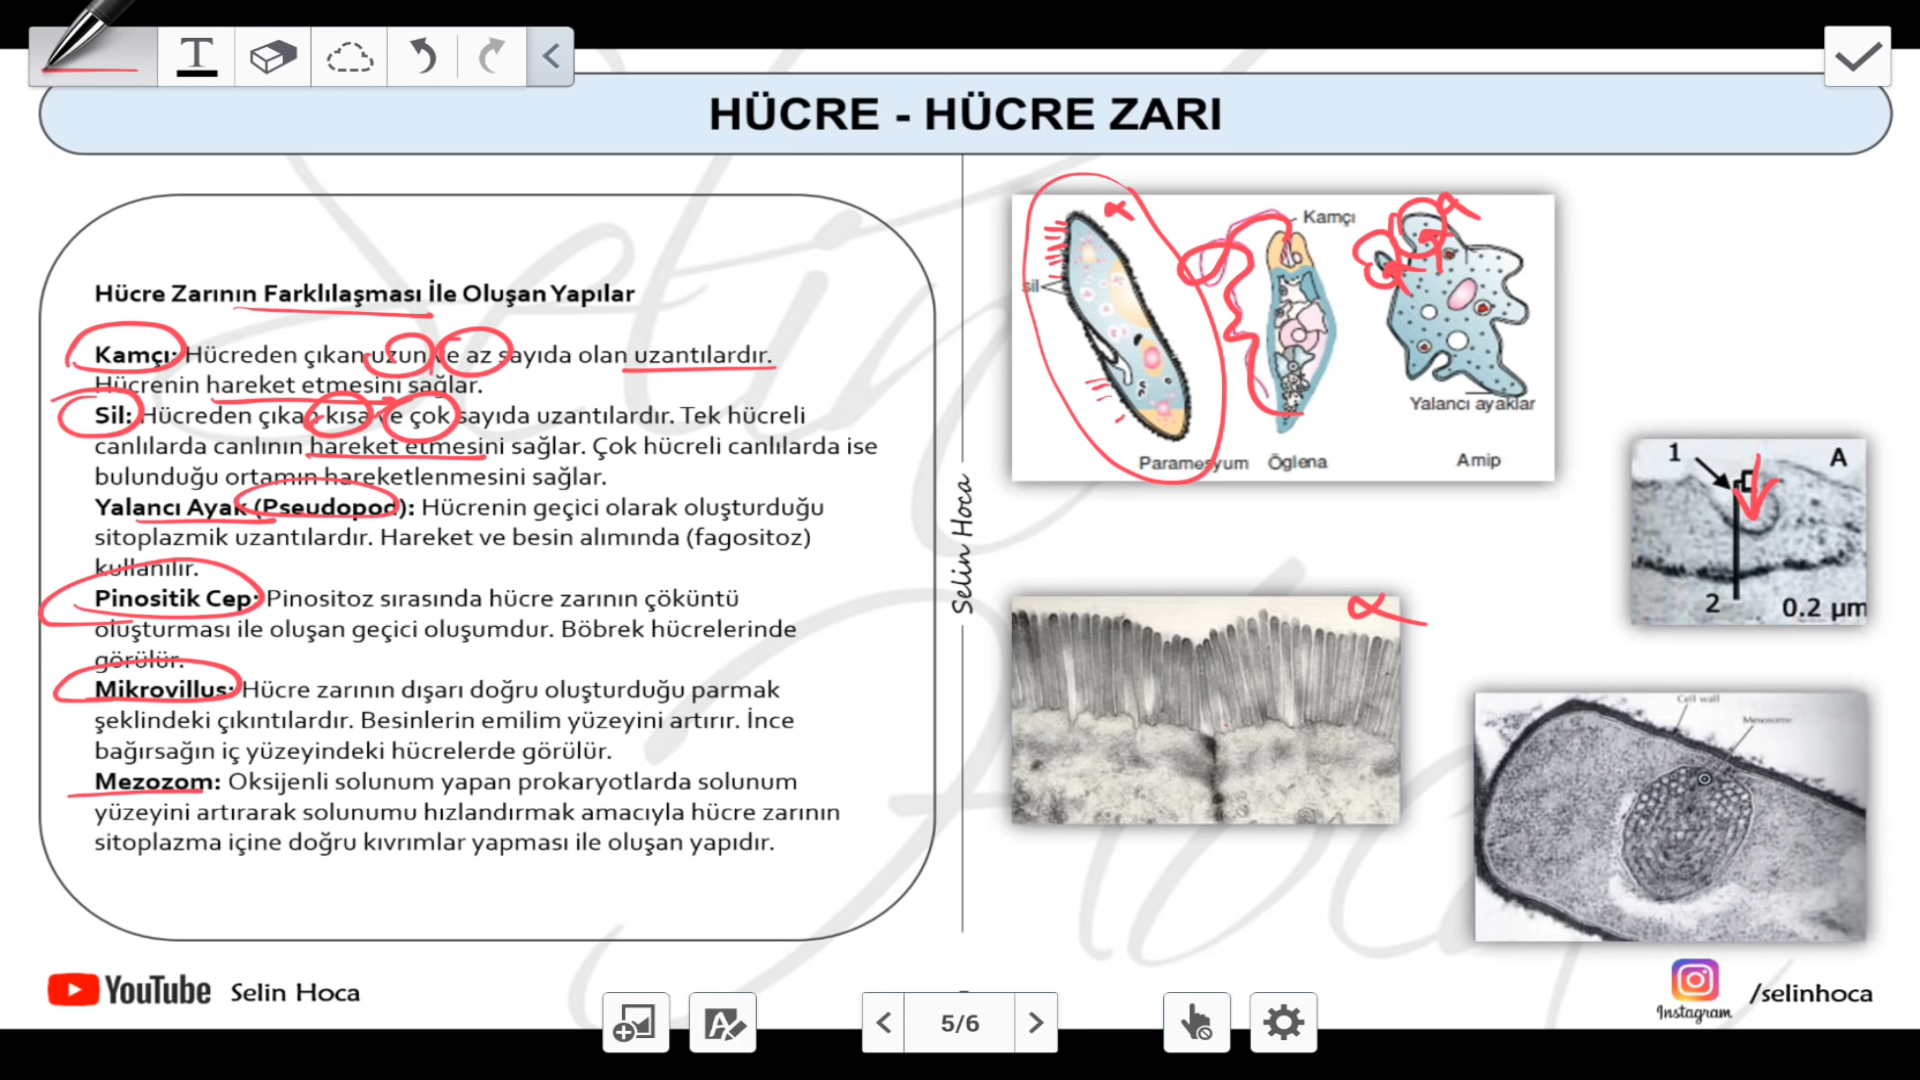 T
HÜCRE - HÜCRE ZARI
Hücre Zarının Farklılaşması İle Oluşan Yapılar
Kamçı: Hücreden çıkan uzun ve az sayıda olan uzantılardır.
Hücrenin hareket etmesini sağlar.
Sil: Hücreden çıkan kısa ve çok sayıda uzantılardır. Tek hücreli
canlılarda canlının hareket etmesini sağlar. Çok hücreli canlılarda ise
bulunduğu ortamın hareketlenmesini sağlar.
Yalancı Ayak (Pseudopod): Hücrenin geçici olarak oluşturduğu
sitoplazmik uzantılardır. Hareket ve besin alımında (fagositoz)
kullanılır.
Pinositik Cep: Pinositoz sırasında hücre zarının çöküntü
oluşturması ile oluşan geçici oluşumdur. Böbrek hücrelerinde
görülür.
Mikrovillus: Hücre zarının dışarı doğru oluşturduğu parmak
şeklindeki çıkıntılardır. Besinlerin emilim yüzeyini artırır. İnce
bağırsağın iç yüzeyindeki hücrelerde görülür.
Mezozom: Oksijenli solunum yapan prokaryotlarda solunum
yüzeyini artırarak solunumu hızlandırmak amacıyla hücre zarının
sitoplazma içine doğru kıvrımlar yapması ile oluşan yapıdır.
Selin Hoca
Kamçı
sil
Yalancı ayaklar
Paramesyum Öglena Amip
1 A
2 0.2 µm
Cell wall
Mesosome
YouTube Selin Hoca
5/6
Instagram /selinhoca